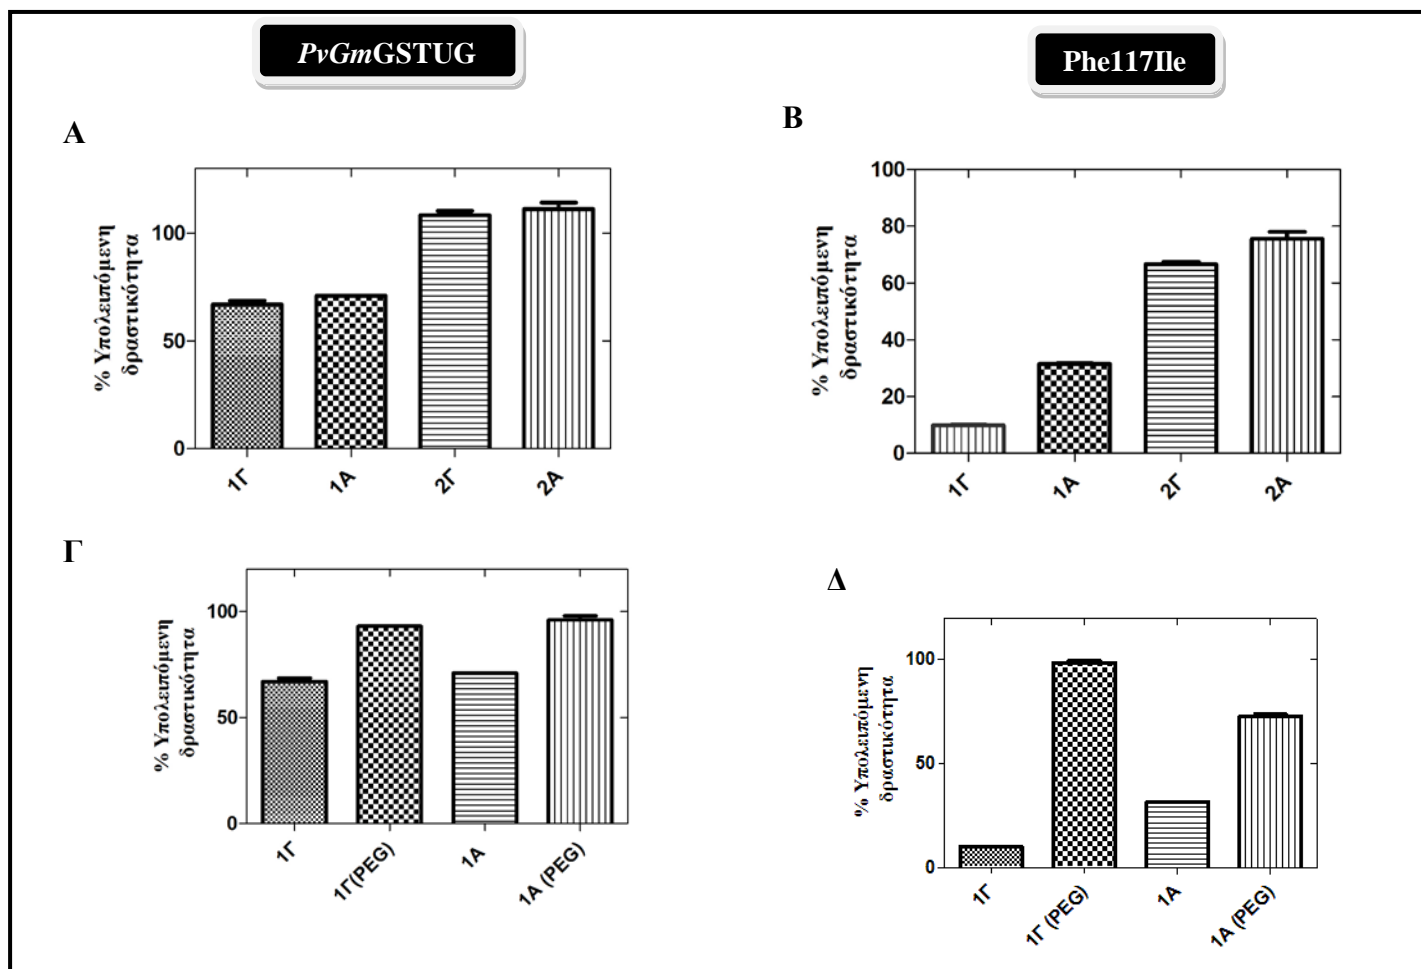 PvGmGSTUG
Phe117Ile
Α
Β
% Υπολειπόμενη
δραστικότητα
100
50
0
1Γ
1Α
2Γ
2Α
% Υπολειπόμενη
δραστικότητα
100
80
60
40
20
0
1Γ
1Α
2Γ
2Α
Γ
Δ
% Υπολειπόμενη
δραστικότητα
100
50
0
1Γ
1Γ(PEG)
1Α
1Α (PEG)
% Υπολειπόμενη
δραστικότητα
100
50
0
1Γ
1Γ (PEG)
1Α
1Α (PEG)